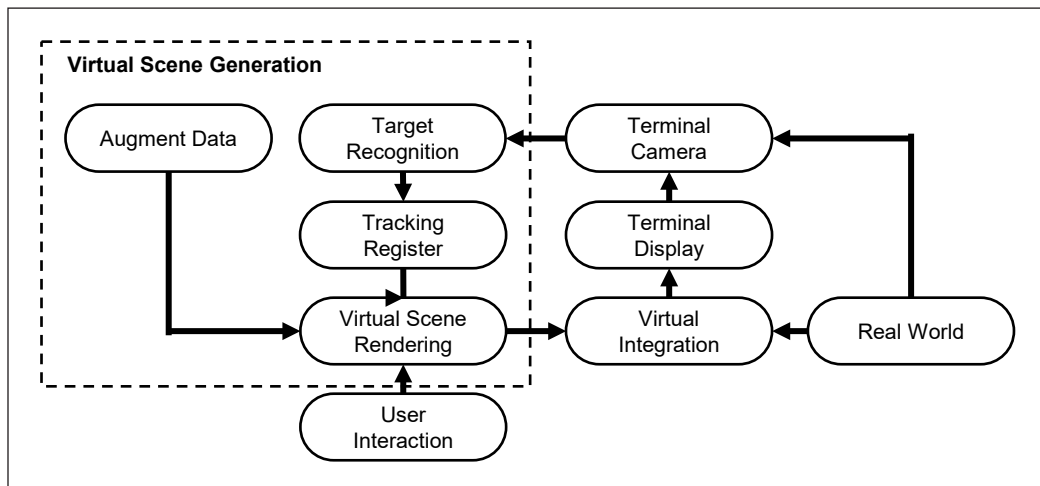 Virtual Scene Generation
Augment Data
Target
Recognition
Terminal
Camera
Tracking
Register
Terminal
Display
Virtual Scene
Rendering
Virtual
Integration
Real World
User
Interaction